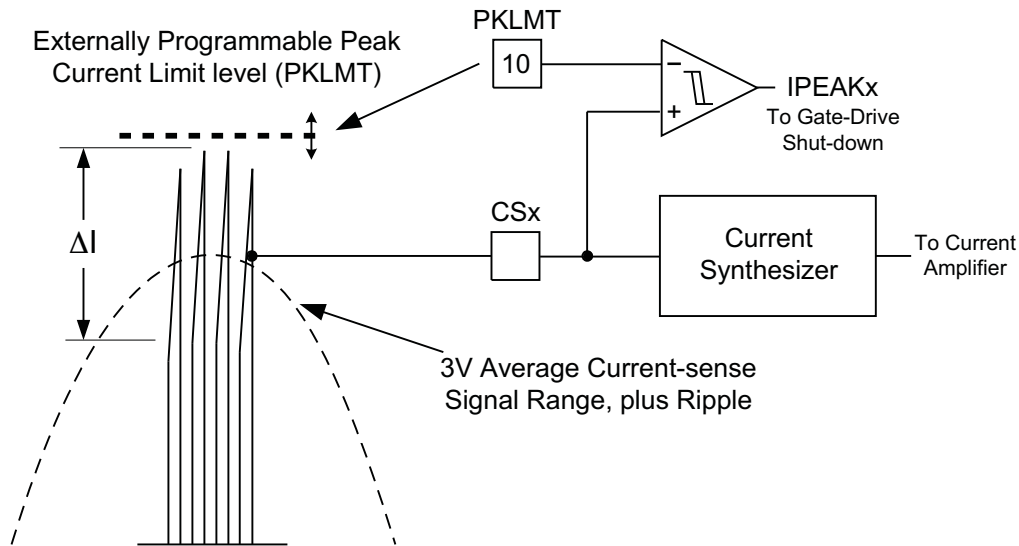 PKLMT
Externally Programmable Peak
Current Limit level (PKLMT)
10
−
+
IPEAKx
To Gate-Drive
Shut-down
ΔI
CSx
Current
Synthesizer
To Current
Amplifier
3V Average Current-sense
Signal Range, plus Ripple